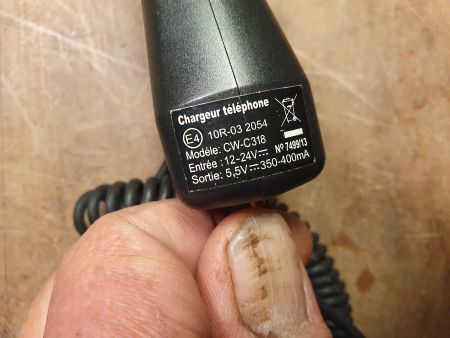 Chargeur téléphone
E4 10R-03 2054
Modéle: CW-C318
Entrée : 12-24V⎓ Nº 7499/13
Sortie: 5,5V⎓350-400mA